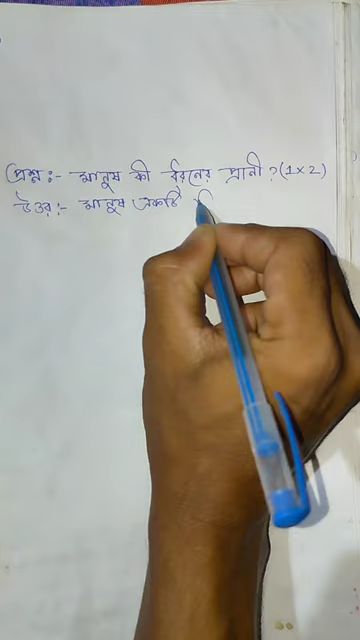 প্রশ্ন:- মানুষ কী ধরনের প্রানী?(1×2)
উত্তর:- মানুষ একটি